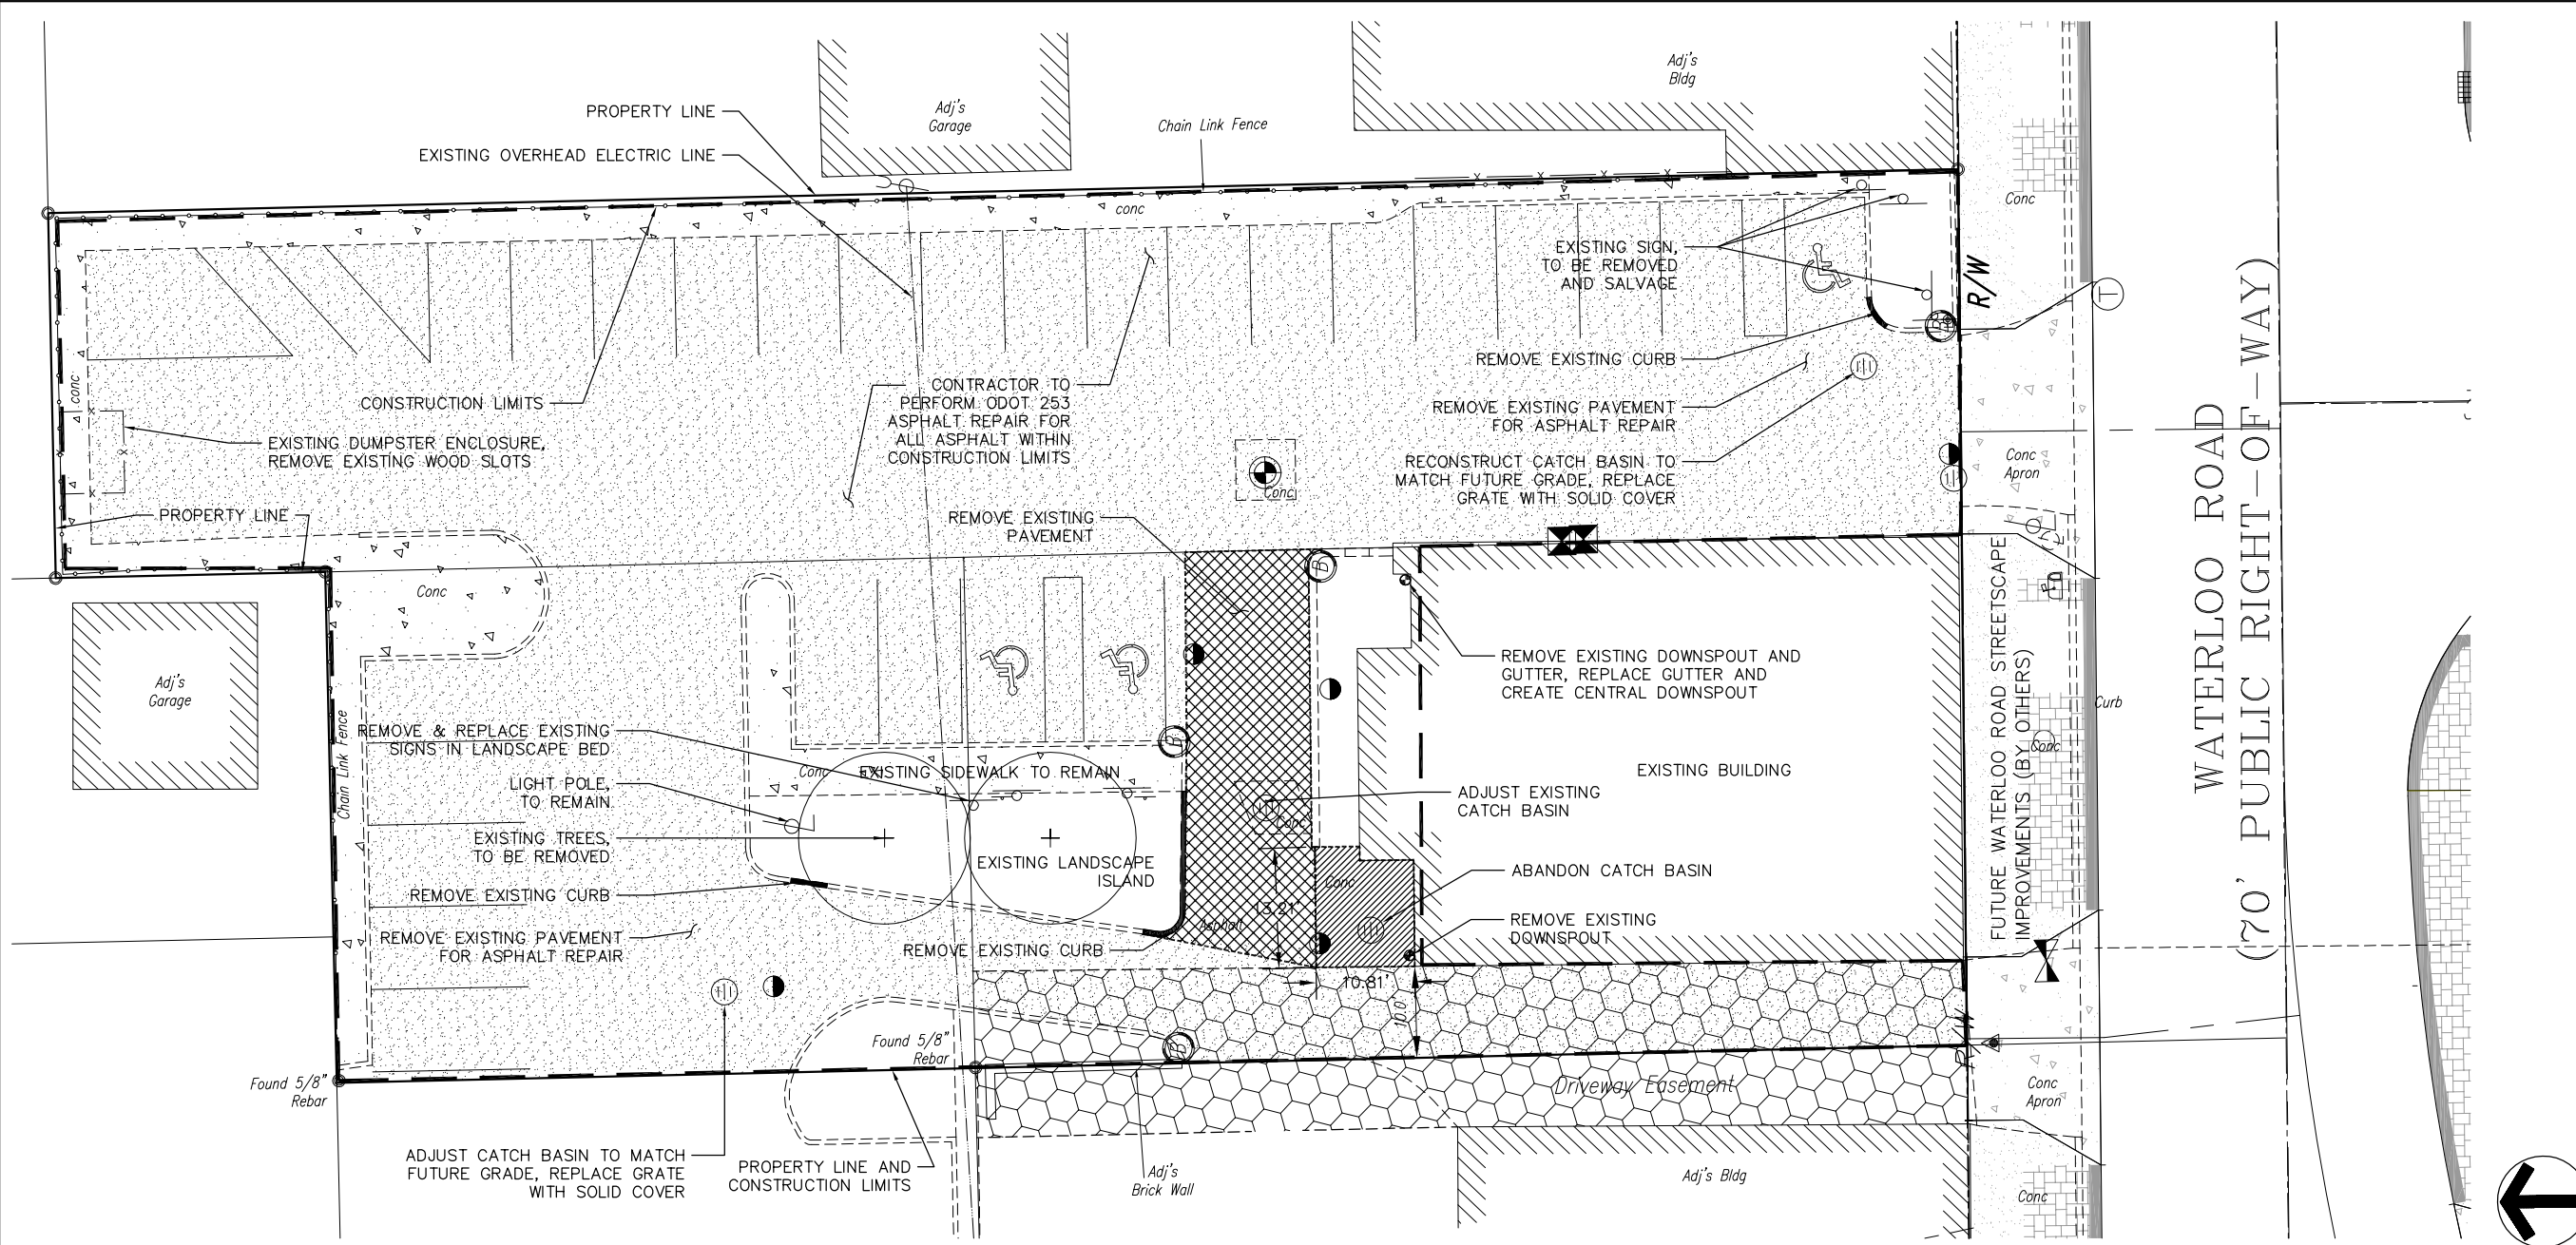 Adj's
Bldg
Adj's
Garage
Chain Link Fence
PROPERTY LINE
EXISTING OVERHEAD ELECTRIC LINE
conc
Conc
EXISTING SIGN,
TO BE REMOVED
AND SALVAGE
R/W
T
B
REMOVE EXISTING CURB
CONTRACTOR TO
PERFORM ODOT 253
ASPHALT REPAIR FOR
ALL ASPHALT WITHIN
CONSTRUCTION LIMITS
CONSTRUCTION LIMITS
conc
REMOVE EXISTING PAVEMENT
FOR ASPHALT REPAIR
EXISTING DUMPSTER ENCLOSURE,
REMOVE EXISTING WOOD SLOTS
RECONSTRUCT CATCH BASIN TO
MATCH FUTURE GRADE, REPLACE
GRATE WITH SOLID COVER
Conc
Conc
Apron
PROPERTY LINE
REMOVE EXISTING
PAVEMENT
B
Conc
WATERLOO ROAD
(70' PUBLIC RIGHT-OF-WAY)
FUTURE WATERLOO ROAD STREETSCAPE
IMPROVEMENTS (BY OTHERS)
Adj's
Garage
REMOVE EXISTING DOWNSPOUT AND
GUTTER, REPLACE GUTTER AND
CREATE CENTRAL DOWNSPOUT
Chain Link Fence
REMOVE & REPLACE EXISTING
SIGNS IN LANDSCAPE BED
B
Curb
Conc
Conc
EXISTING SIDEWALK TO REMAIN
EXISTING BUILDING
LIGHT POLE,
TO REMAIN
ADJUST EXISTING
CATCH BASIN
Conc
EXISTING TREES,
TO BE REMOVED
EXISTING LANDSCAPE
ISLAND
ABANDON CATCH BASIN
Conc
REMOVE EXISTING CURB
13.21'
Asphalt
REMOVE EXISTING
DOWNSPOUT
REMOVE EXISTING PAVEMENT
FOR ASPHALT REPAIR
REMOVE EXISTING CURB
10.81'
10.0'
Found 5/8"
Rebar
B
R/W
Found 5/8"
Rebar
Driveway Easement
Conc
Apron
ADJUST CATCH BASIN TO MATCH
FUTURE GRADE, REPLACE GRATE
WITH SOLID COVER
PROPERTY LINE AND
CONSTRUCTION LIMITS
Adj's
Brick Wall
Adj's Bldg
Conc